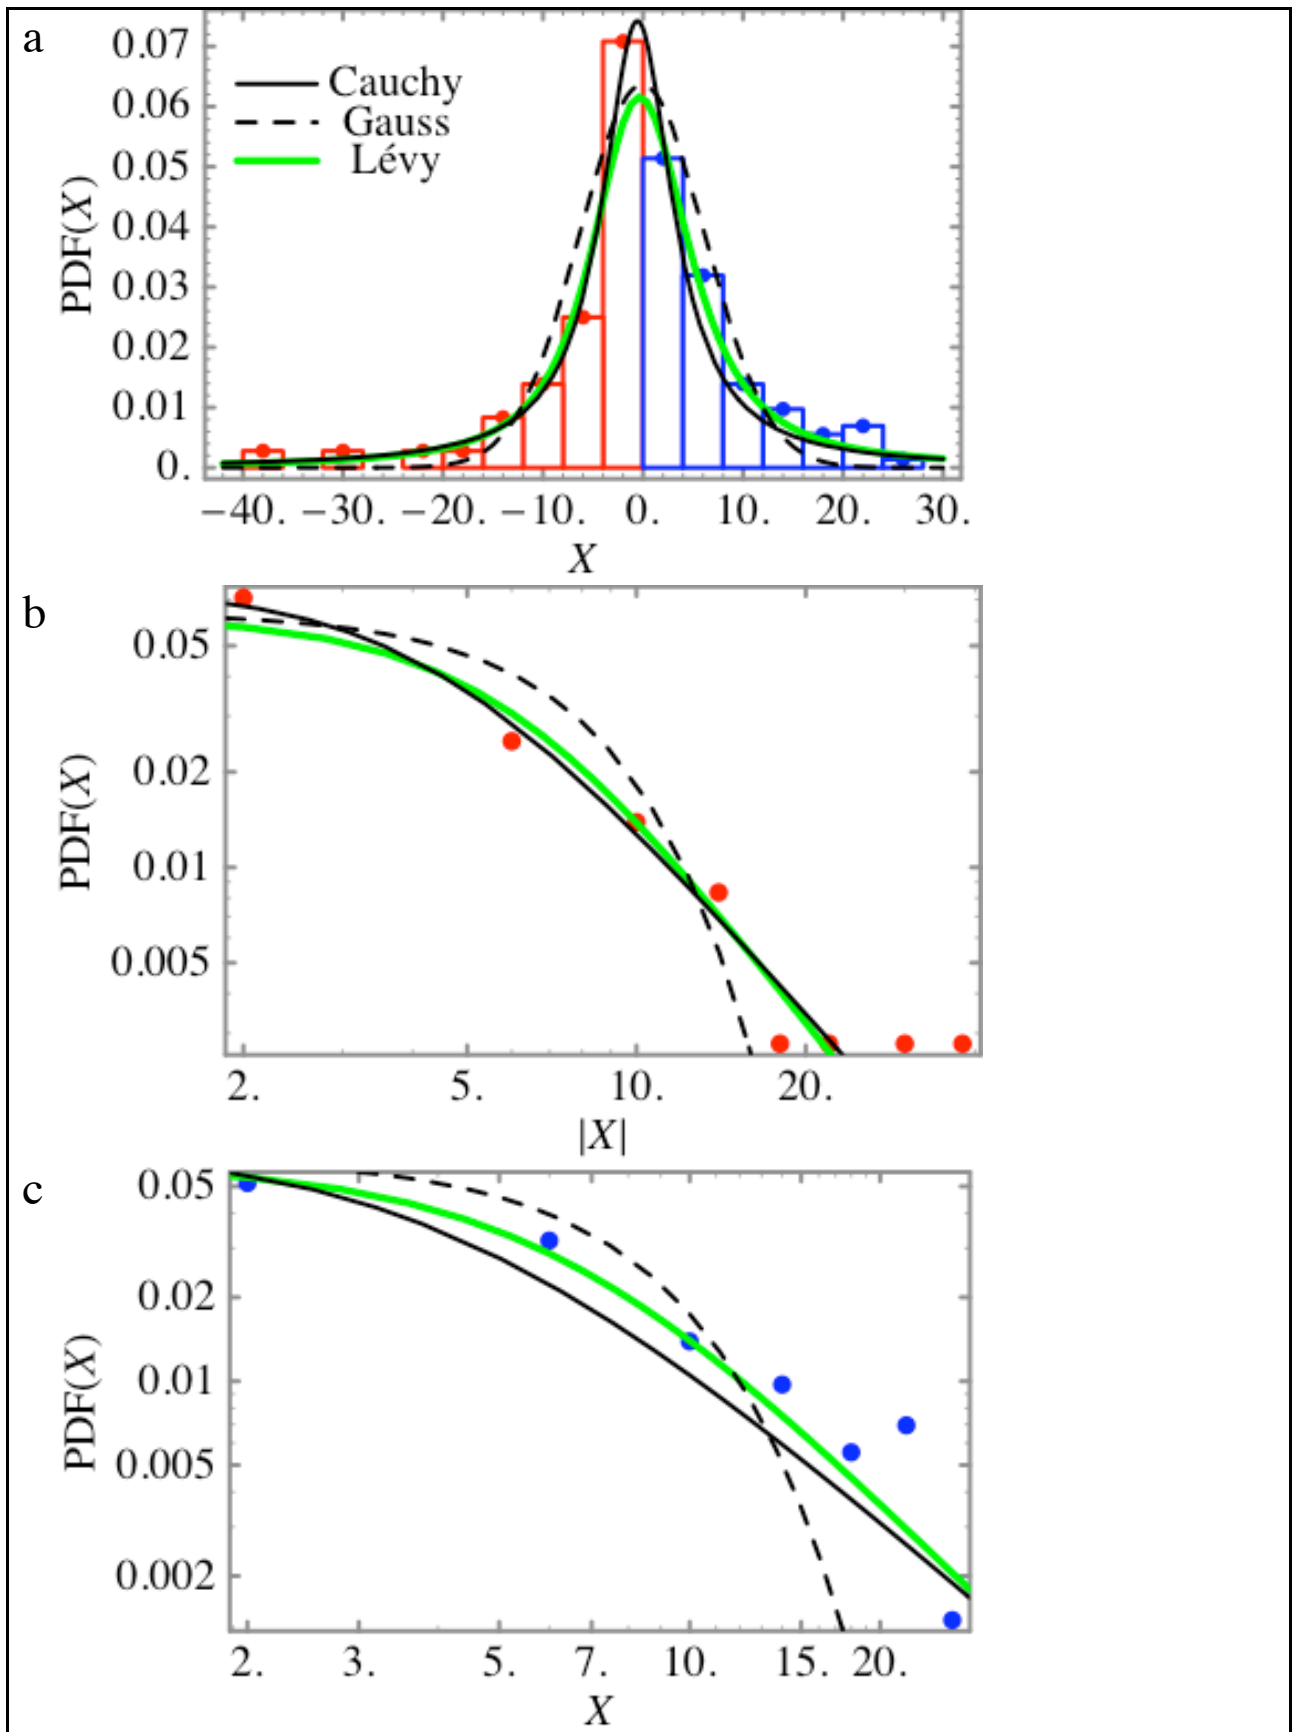 a
0.07
0.06
0.05
0.04
0.03
0.02
0.01
0.
PDF(X)
Cauchy
Gauss
Lévy
−40. −30. −20. −10. 0. 10. 20. 30.
X
b
0.05
0.02
0.01
0.005
PDF(X)
2. 5. 10. 20.
|X|
c
0.05
0.02
0.01
0.005
0.002
PDF(X)
2. 3. 5. 7. 10. 15. 20.
X